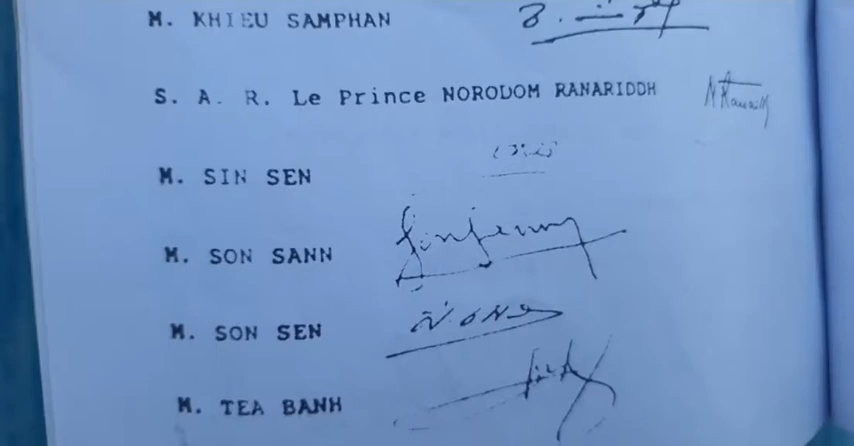 M. KHIEU SAMPHAN
S. A. R. Le Prince NORODOM RANARIDDH
M. SIN SEN
M. SON SANN
M. SON SEN
M. TEA BANH